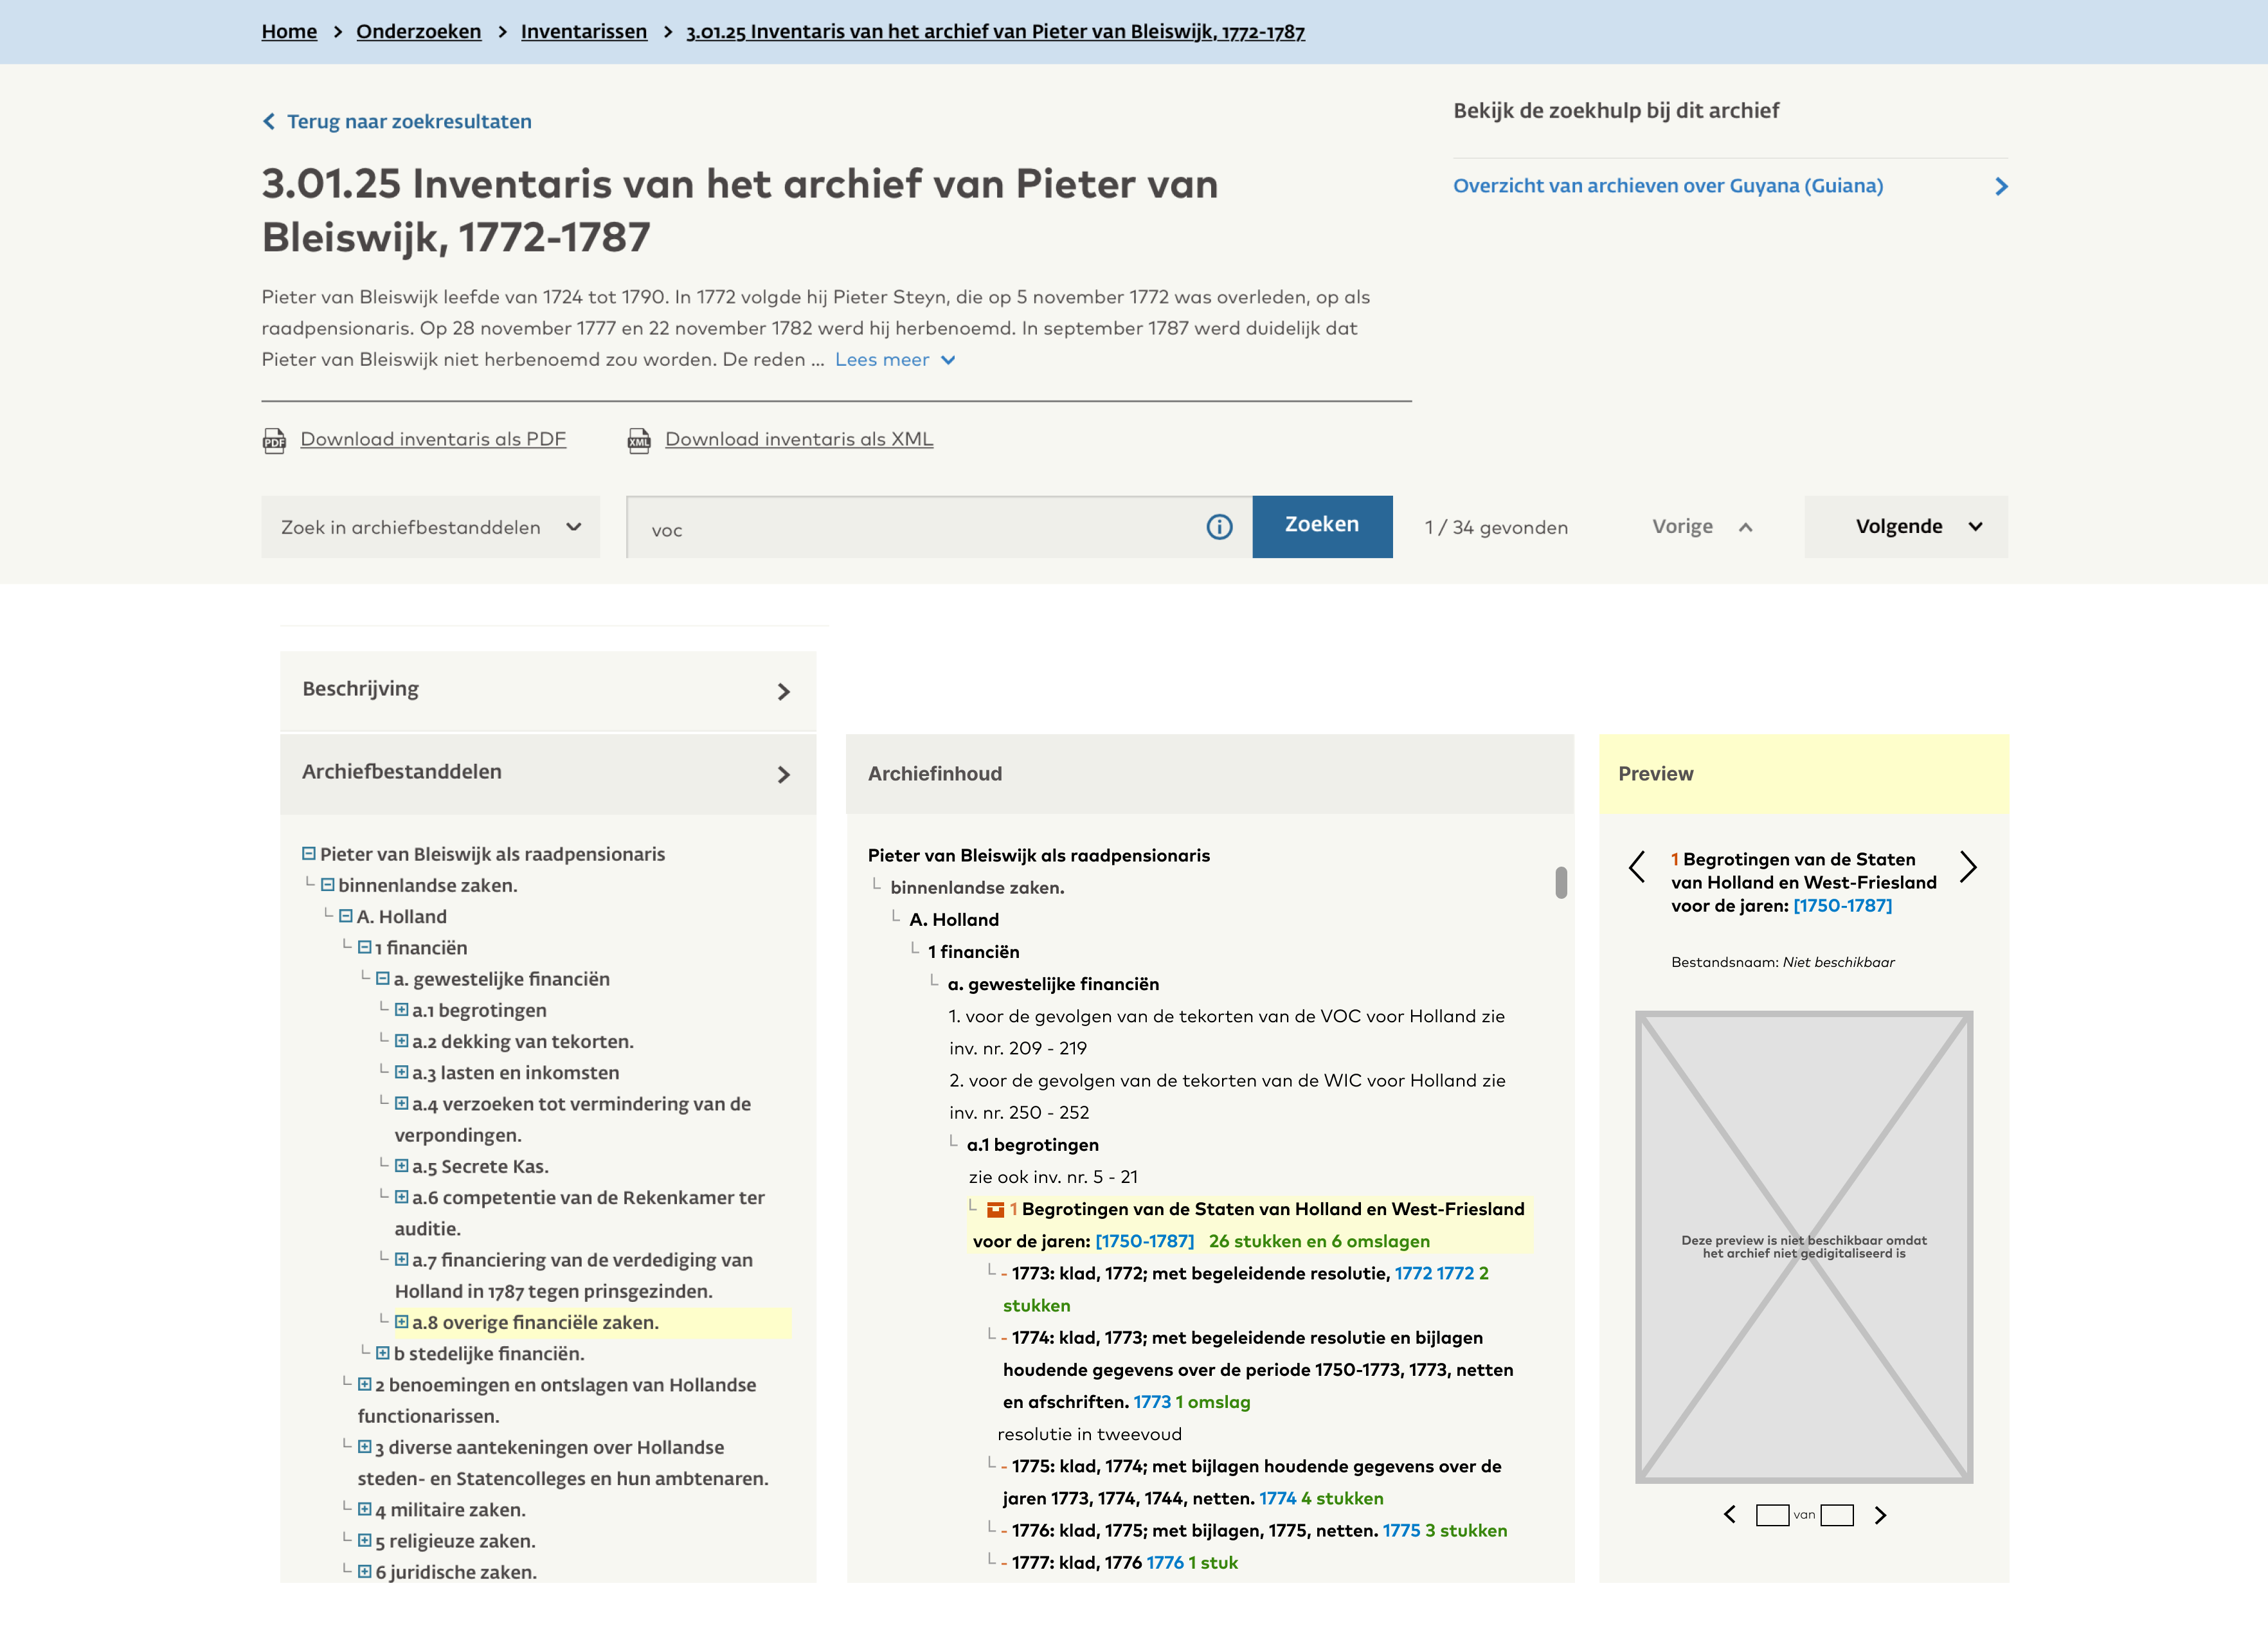 Home > Onderzoeken > Inventarissen > 3.01.25 Inventaris van het archief van Pieter van Bleiswijk, 1772-1787
Terug naar zoekresultaten
3.01.25 Inventaris van het archief van Pieter van
Bleiswijk, 1772-1787
Pieter van Bleiswijk leefde van 1724 tot 1790. In 1772 volgde hij Pieter Steyn, die op 5 november 1772 was overleden, op als
raadpensionaris. Op 28 november 1777 en 22 november 1782 werd hij herbenoemd. In september 1787 werd duidelijk dat
Pieter van Bleiswijk niet herbenoemd zou worden. De reden ... Lees meer
Bekijk de zoekhulp bij dit archief
Overzicht van archieven over Guyana (Guiana)
PDF Download inventaris als PDF
XML Download inventaris als XML
Zoek in archiefbestanddelen
voc
Zoeken
1 / 34 gevonden
Vorige
Volgende
Beschrijving
Archiefbestanddelen
Pieter van Bleiswijk als raadpensionaris
binnenlandse zaken.
A. Holland
1 financiën
a. gewestelijke financiën
a.1 begrotingen
a.2 dekking van tekorten.
a.3 lasten en inkomsten
a.4 verzoeken tot vermindering van de
verpondingen.
a.5 Secrete Kas.
a.6 competentie van de Rekenkamer ter
auditie.
a.7 financiering van de verdediging van
Holland in 1787 tegen prinsgezinden.
a.8 overige financiële zaken.
b stedelijke financiën.
2 benoemingen en ontslagen van Hollandse
functionarissen.
3 diverse aantekeningen over Hollandse
steden- en Statencolleges en hun ambtenaren.
4 militaire zaken.
5 religieuze zaken.
6 juridische zaken.
Archiefinhoud
Pieter van Bleiswijk als raadpensionaris
binnenlandse zaken.
A. Holland
1 financiën
a. gewestelijke financiën
1. voor de gevolgen van de tekorten van de VOC voor Holland zie
inv. nr. 209 - 219
2. voor de gevolgen van de tekorten van de WIC voor Holland zie
inv. nr. 250 - 252
a.1 begrotingen
zie ook inv. nr. 5 - 21
1 Begrotingen van de Staten van Holland en West-Friesland
voor de jaren: [1750-1787] 26 stukken en 6 omslagen
- 1773: klad, 1772; met begeleidende resolutie, 1772 1772 2
stukken
- 1774: klad, 1773; met begeleidende resolutie en bijlagen
houdende gegevens over de periode 1750-1773, 1773, netten
en afschriften. 1773 1 omslag
resolutie in tweevoud
- 1775: klad, 1774; met bijlagen houdende gegevens over de
jaren 1773, 1774, 1744, netten. 1774 4 stukken
- 1776: klad, 1775; met bijlagen, 1775, netten. 1775 3 stukken
- 1777: klad, 1776 1776 1 stuk
Preview
1 Begrotingen van de Staten
van Holland en West-Friesland
voor de jaren: [1750-1787]
Bestandsnaam: Niet beschikbaar
Deze preview is niet beschikbaar omdat
het archief niet gedigitaliseerd is
van